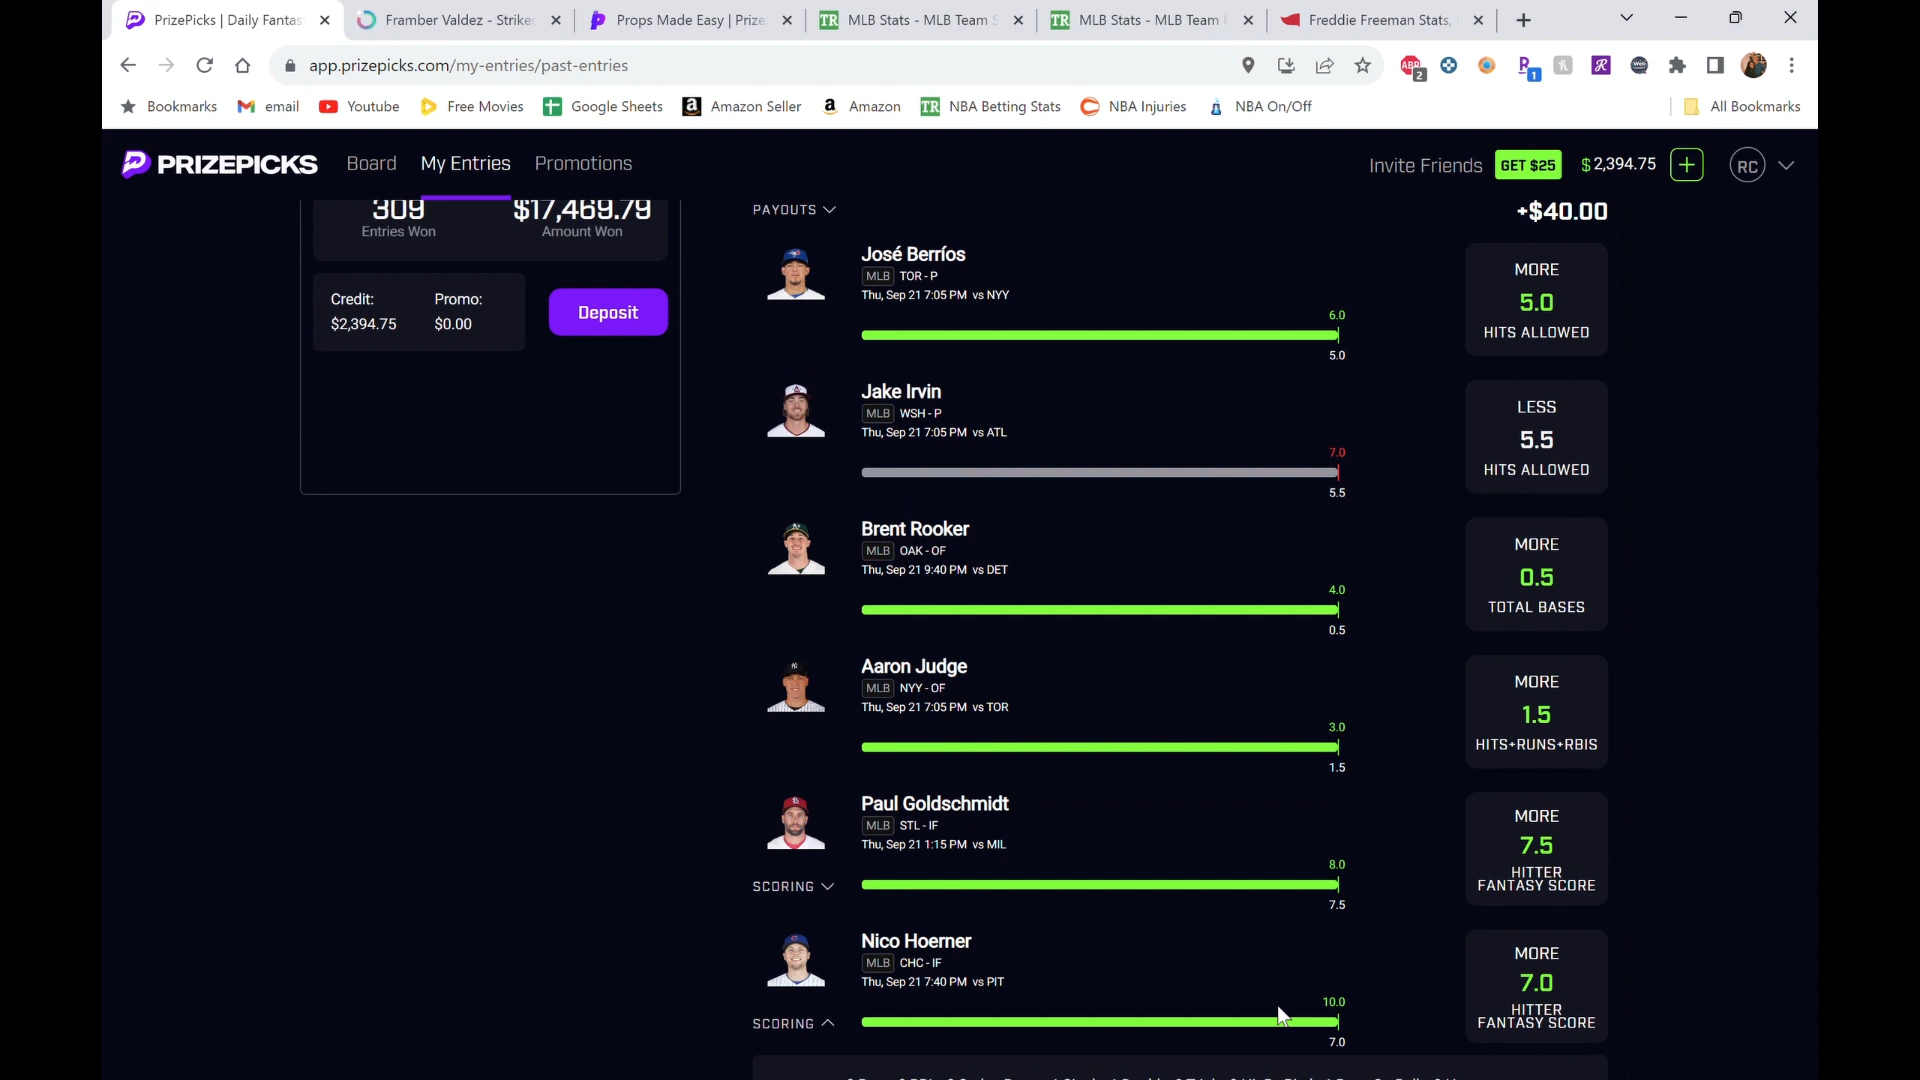 PrizePicks | Daily Fantas
Framber Valdez - Strikeo
Props Made Easy | Prize
MLB Stats - MLB Team S
MLB Stats - MLB Team
Freddie Freeman Stats,
app.prizepicks.com/my-entries/past-entries
Bookmarks
email
Youtube
Free Movies
Google Sheets
Amazon Seller
Amazon
NBA Betting Stats
NBA Injuries
NBA On/Off
All Bookmarks
PRIZEPICKS
Board
My Entries
Promotions
Invite Friends
GET $25
$ 2,394.75
RC
309
Entries Won
$17,469.79
Amount Won
Credit:
$2,394.75
Promo:
$0.00
Deposit
PAYOUTS
+$40.00
José Berríos
MLB TOR - P
Thu, Sep 21 7:05 PM vs NYY
6.0
5.0
MORE
5.0
HITS ALLOWED
Jake Irvin
MLB WSH - P
Thu, Sep 21 7:05 PM vs ATL
7.0
5.5
LESS
5.5
HITS ALLOWED
Brent Rooker
MLB OAK - OF
Thu, Sep 21 9:40 PM vs DET
4.0
0.5
MORE
0.5
TOTAL BASES
Aaron Judge
MLB NYY - OF
Thu, Sep 21 7:05 PM vs TOR
3.0
1.5
MORE
1.5
HITS+RUNS+RBIS
Paul Goldschmidt
MLB STL - IF
Thu, Sep 21 1:15 PM vs MIL
SCORING
8.0
7.5
MORE
7.5
HITTER
FANTASY SCORE
Nico Hoerner
MLB CHC - IF
Thu, Sep 21 7:40 PM vs PIT
SCORING
10.0
7.0
MORE
7.0
HITTER
FANTASY SCORE